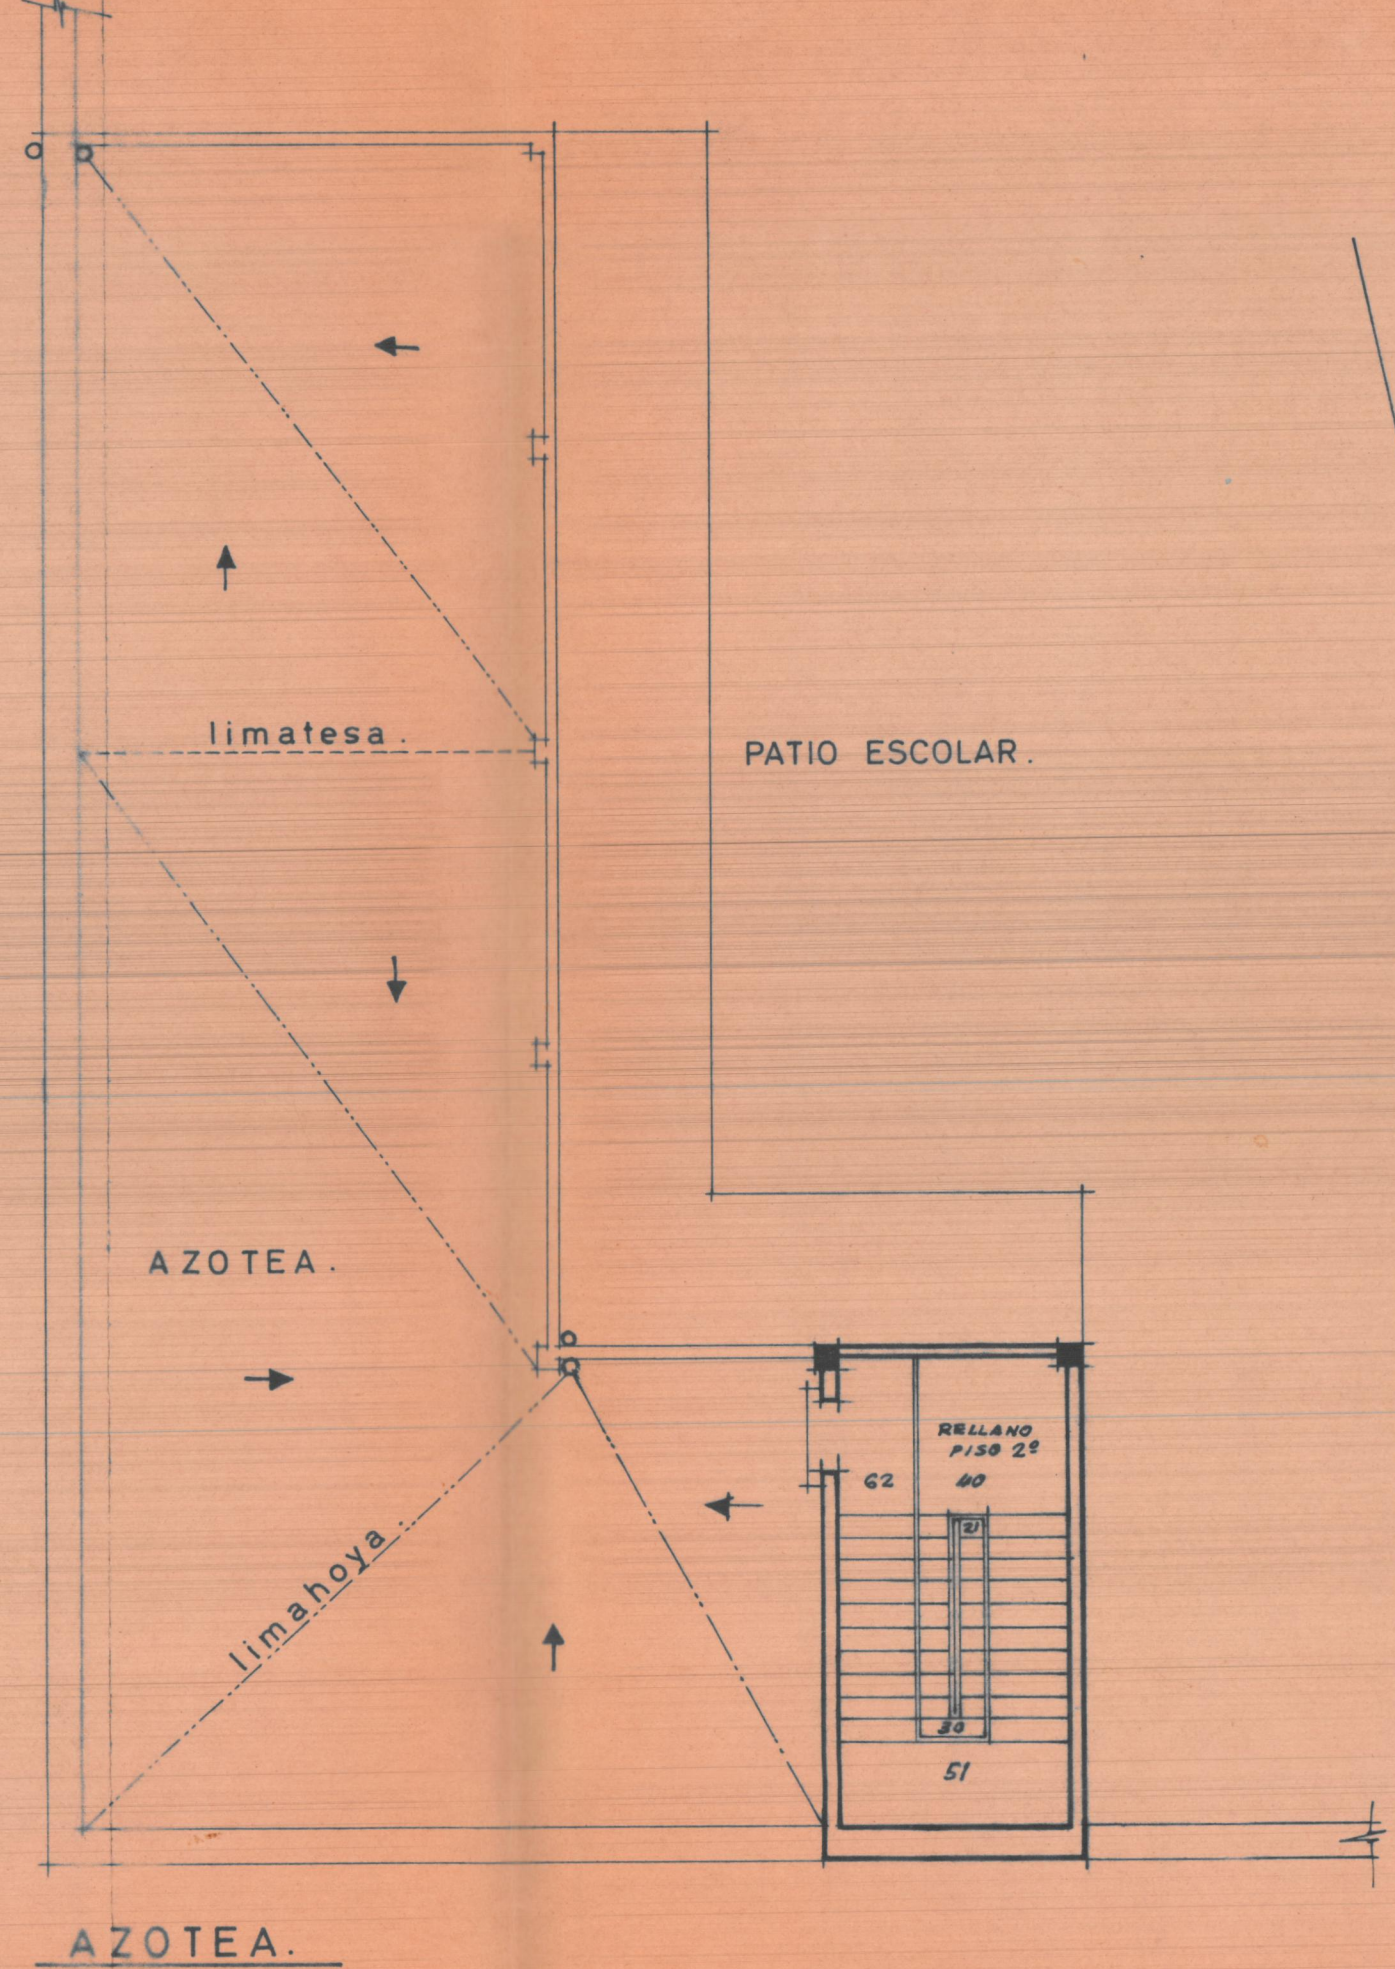 limatesa.
PATIO ESCOLAR.
AZOTEA.
RELLANO
PISO 2º
62
40
21
limahoya.
30
51
AZOTEA.